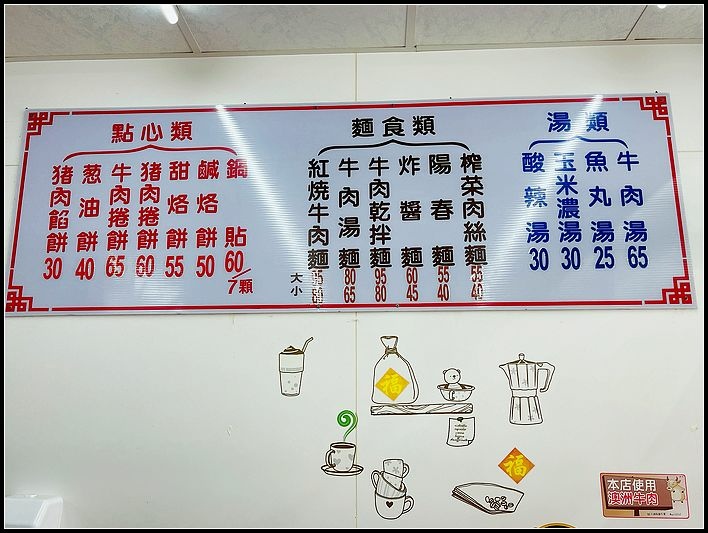 點心類
鍋貼 60/7顆
鹹烙餅 50
甜烙餅 55
猪肉捲餅 60
牛肉捲餅 65
葱油餅 40
猪肉餡餅 30
麵食類
大
小
榨菜肉絲麵 55 40
陽春麵 55 40
炸醬麵 60 45
牛肉乾拌麵 95 80
牛肉湯麵 80 65
紅燒牛肉麵
湯類
牛肉湯 65
魚丸湯 25
玉米濃湯 30
酸辣湯 30
福
福
本店使用
澳洲牛肉